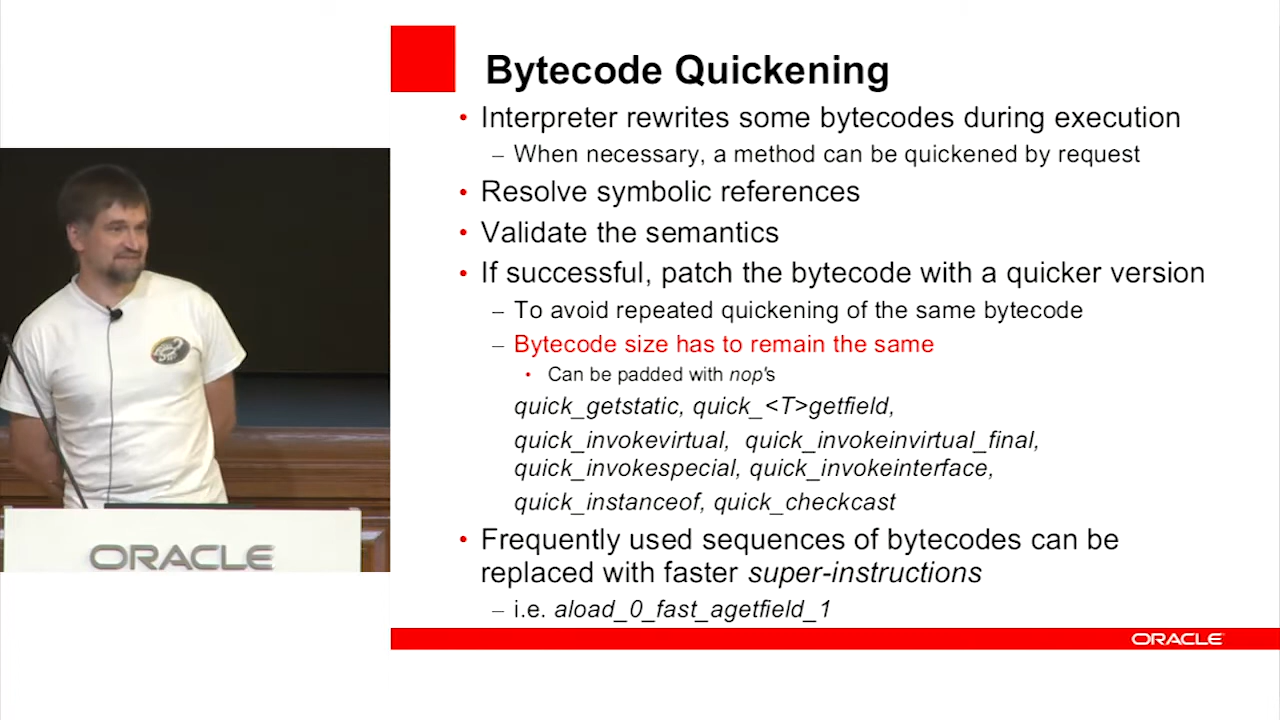 Bytecode Quickening
• Interpreter rewrites some bytecodes during execution
– When necessary, a method can be quickened by request
• Resolve symbolic references
• Validate the semantics
• If successful, patch the bytecode with a quicker version
– To avoid repeated quickening of the same bytecode
– Bytecode size has to remain the same
• Can be padded with nop's
quick_getstatic, quick_<T>getfield,
quick_invokevirtual, quick_invokeinvirtual_final,
quick_invokespecial, quick_invokeinterface,
quick_instanceof, quick_checkcast
• Frequently used sequences of bytecodes can be
replaced with faster super-instructions
– i.e. aload_0_fast_agetfield_1
ORACLE
ORACLE